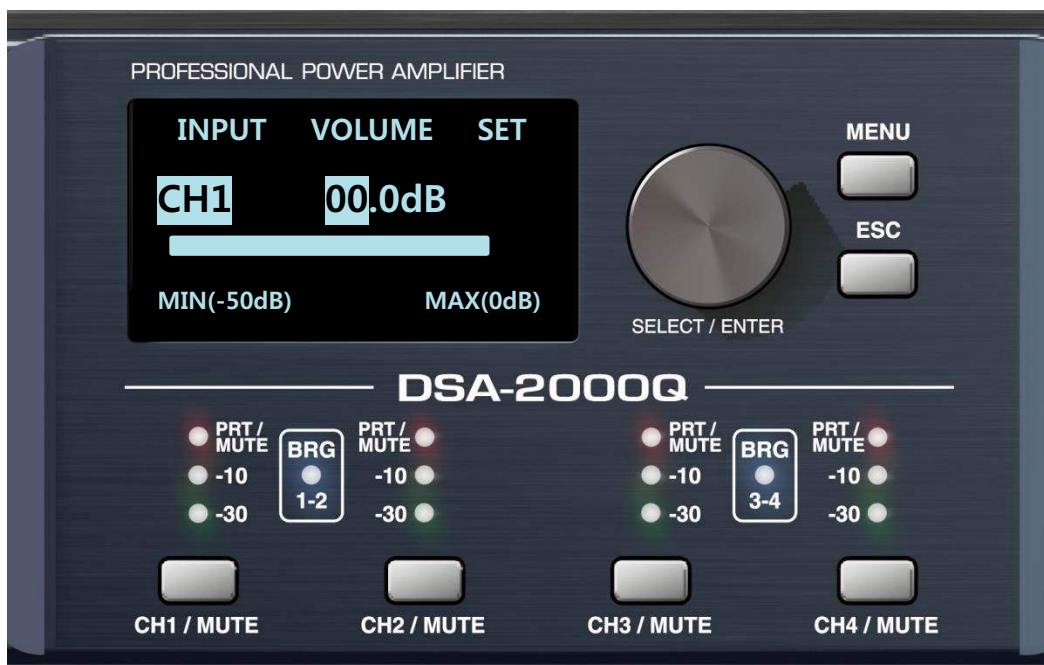 PROFESSIONAL POWER AMPLIFIER
INPUT VOLUME SET
CH1 00.0dB
MIN(-50dB) MAX(0dB)
MENU
ESC
SELECT / ENTER
DSA-2000Q
PRT /
MUTE
-10
-30
BRG
1-2
PRT /
MUTE
-10
-30
PRT /
MUTE
-10
-30
BRG
3-4
PRT /
MUTE
-10
-30
CH1 / MUTE
CH2 / MUTE
CH3 / MUTE
CH4 / MUTE